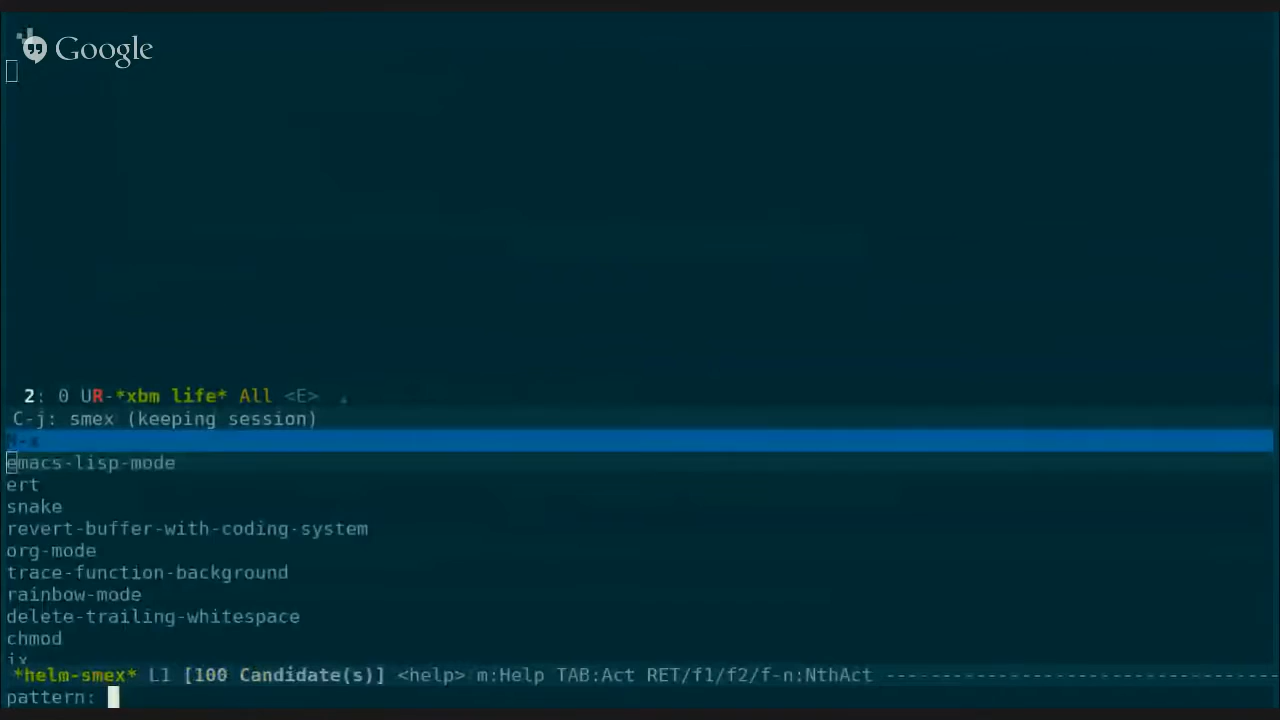 Google
2: 0 UR-*xbm life* All <E> .
C-j: smex (keeping session)
M-x
emacs-lisp-mode
ert
snake
revert-buffer-with-coding-system
org-mode
trace-function-background
rainbow-mode
delete-trailing-whitespace
chmod
ix
*helm-smex* L1 [100 Candidate(s)] <help> m:Help TAB:Act RET/f1/f2/f-n:NthAct ------------------------------------
pattern: